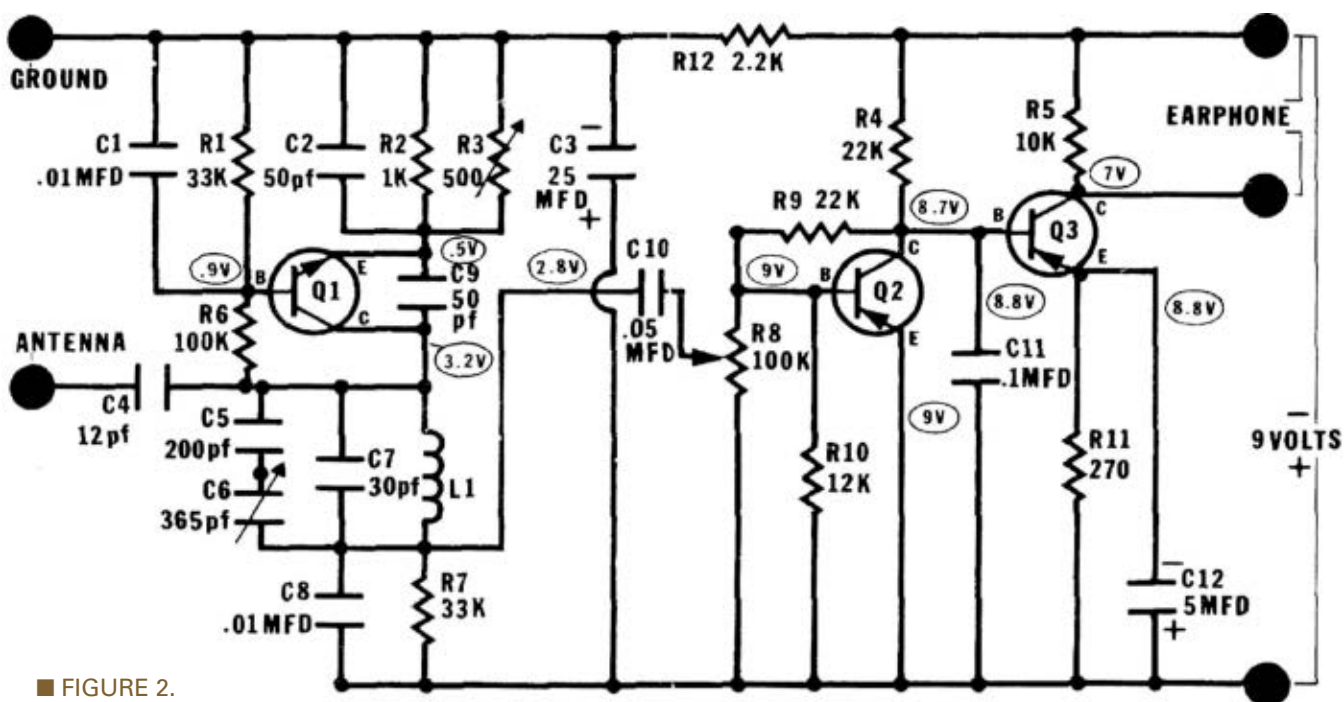 GROUND
C1
.01MFD
R1
33K
C2
50pf
R2
1K
R3
500
C3
25
MFD
−
+
R12 2.2K
R4
22K
R5
10K
EARPHONE
7V
R9 22K
8.7V
B
C
Q3
E
.9V
B
Q1
E
C
.5V
C9
50
pf
2.8V
C10
.05
MFD
9V
B
C
Q2
E
8.8V
8.8V
R6
100K
ANTENNA
3.2V
R8
100K
C11
.1MFD
C4
12pf
C5
200pf
C6
365pf
C7
30pf
L1
9V
R10
12K
R11
270
−
9VOLTS
+
C8
.01MFD
R7
33K
−
C12
5MFD
+
■ FIGURE 2.